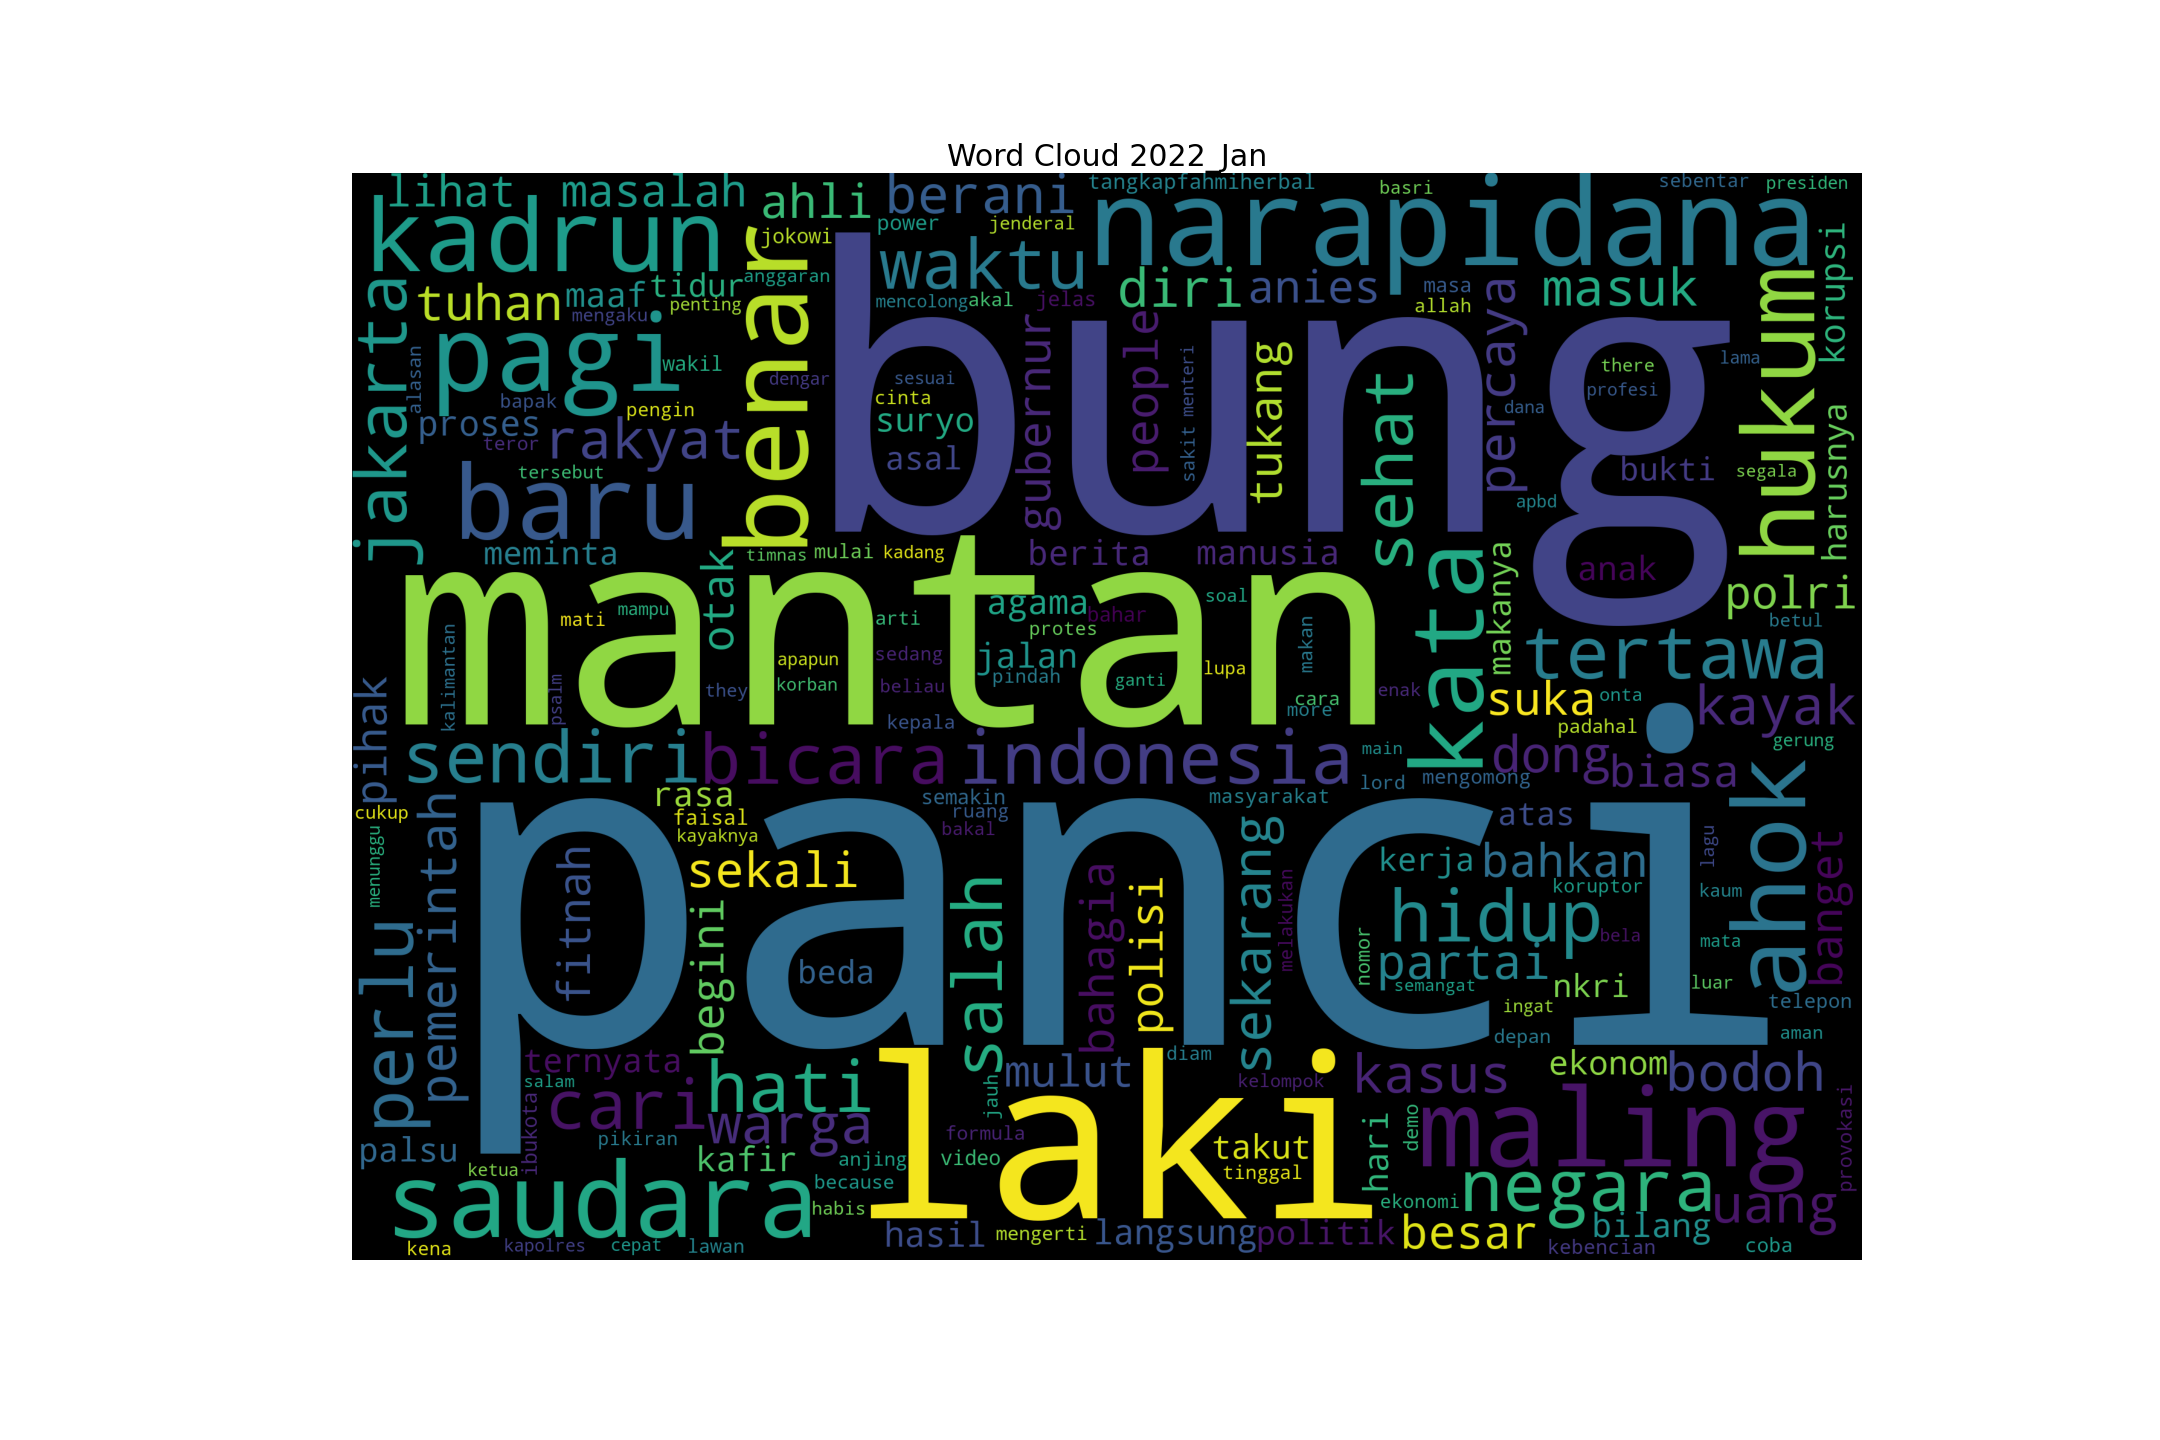 Word Cloud 2022_Jan
lihat
masalah
ahli
berani
tangkapfahmiherbal
basri
sebentar
presiden
kadrun
jokowi
power
jenderal
narapidana
korupsi
benar
bung
waktu
tuhan
maaf
tidur
anggaran
mengaku
penting
mencolong
akal
jelas
diri
anies
masa
allah
masuk
percaya
hukum
jakarta
pagi
wakil
alasan
bapak
pengin
dengar
sesuai
cinta
suryo
asal
gubernur
people
sakit
menteri
tukang
sehat
there
profesi
dana
lama
bukti
segala
harusnya
apbd
proses
teror
rakyat
tersebut
baru
meminta
otak
timnas
mulai
kadang
berita
manusia
kata
makanya
anak
polri
betul
mantan
mati
mampu
arti
agama
bahar
protes
soal
makan
tertawa
kalimantan
psalm
apapun
sedang
jalan
pindah
korban
beliau
they
ganti
lupa
cara
more
enak
suka
onta
kayak
padahal
gerung
kepala
pihak
sendiri
bicara
indonesia
main
lord
mengomong
dong
biasa
ahok
cukup
rasa
faisal
kayaknya
semakin
ruang
bakal
masyarakat
atas
lagu
panci
menunggu
pemerintah
fitnah
sekali
begini
beda
salah
bahagia
polisi
sekarang
melakukan
kerja
bahkan
koruptor
kaum
banget
hidup
bela
nomor
partai
semangat
mata
nkri
luar
ingat
telepon
depan
aman
perlu
ternyata
salam
ibukota
cari
hati
warga
pikiran
palsu
ketua
kafir
anjing
because
habis
jauh
mulut
diam
formula
video
laki
kelompok
takut
tinggal
hari
demo
kasus
ekonom
bodoh
maling
provokasi
saudara
ekonomi
negara
uang
kena
kapolres
cepat
lawan
hasil
mengerti
langsung
politik
besar
bilang
kebencian
coba